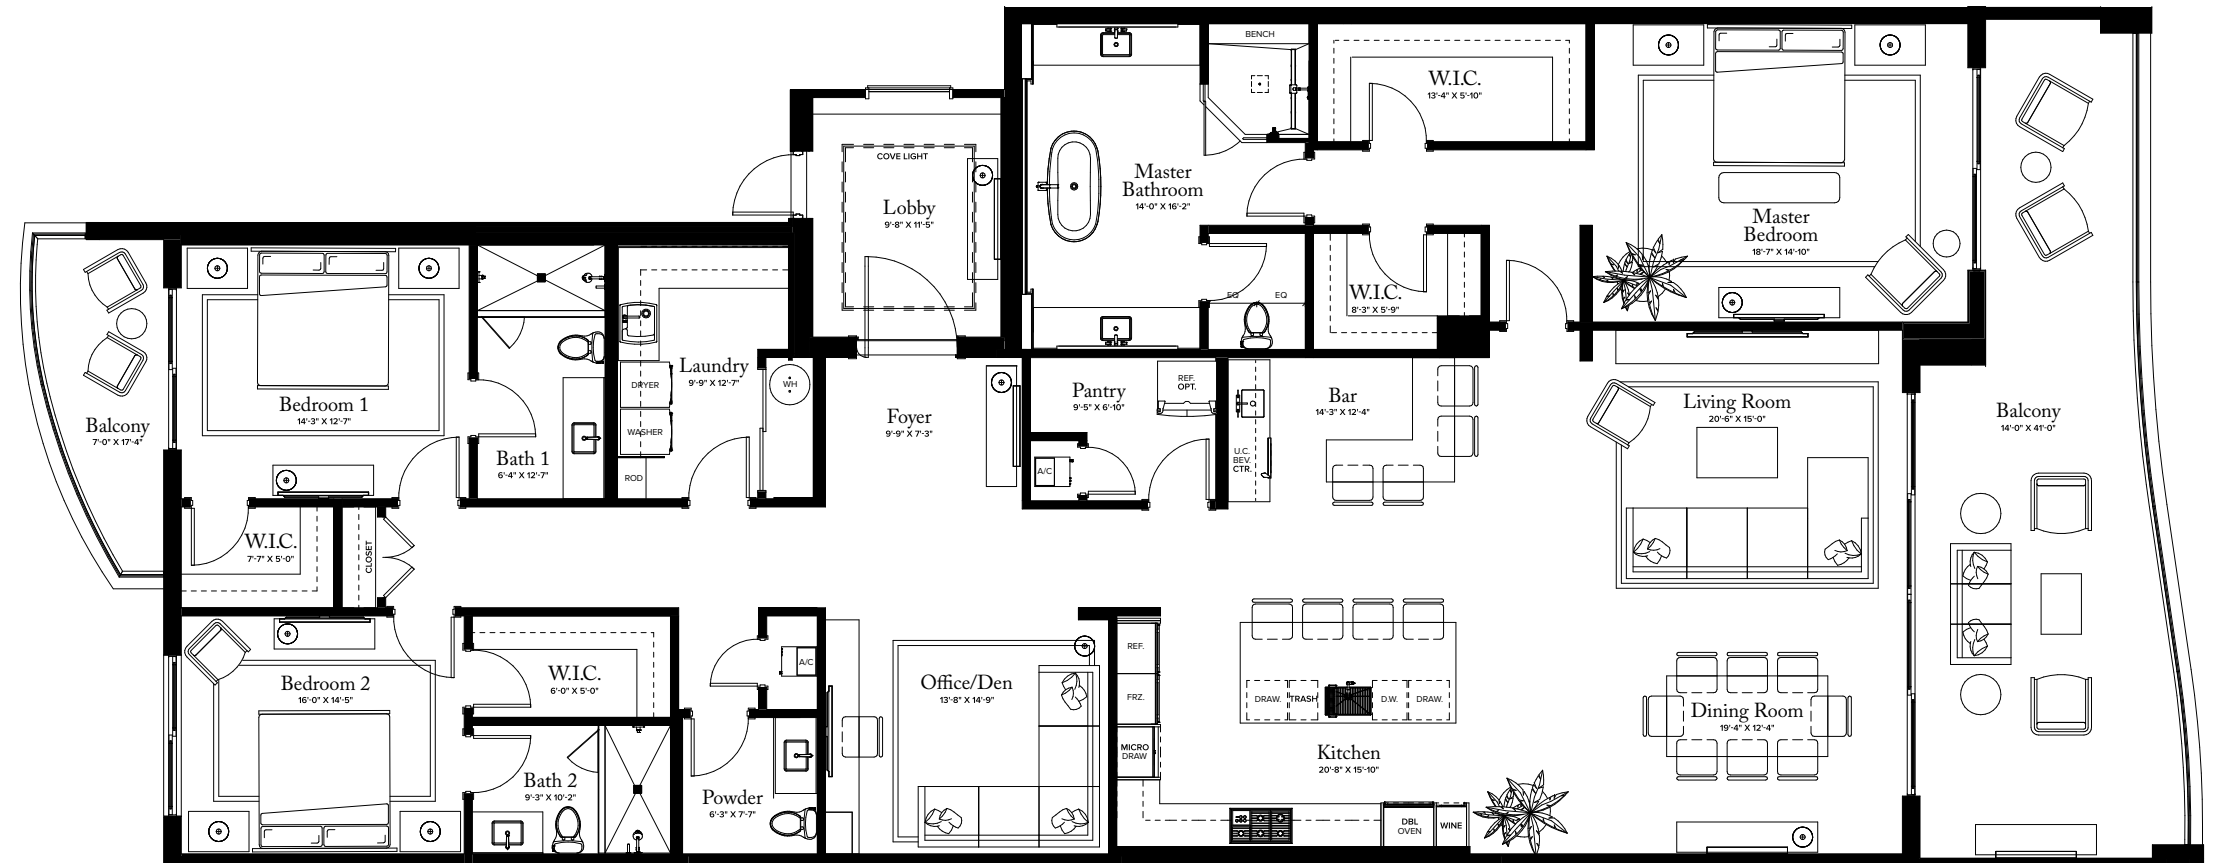 BENCH
W.I.C.
13'-4" X 5'-10"
COVE LIGHT
Master
Bathroom
14'-0" X 16'-2"
Lobby
9'-8" X 11'-5"
Master
Bedroom
18'-7" X 14'-10"
EQ
EQ
W.I.C.
8'-3" X 5'-9"
Laundry
9'-9" X 12'-7"
DRYER
WASHER
ROD
WH
Bedroom 1
14'-3" X 12'-7"
Balcony
7'-0" X 17'-4"
Bath 1
6'-4" X 12'-7"
Foyer
9'-9" X 7'-3"
Pantry
9'-5" X 6'-10"
REF.
OPT.
A/C
U.C.
BEV.
CTR.
Bar
14'-3" X 12'-4"
Living Room
20'-6" X 15'-0"
Balcony
14'-0" X 41'-0"
W.I.C.
7'-7" X 5'-0"
CLOSET
Bedroom 2
16'-0" X 14'-5"
W.I.C.
6'-0" X 5'-0"
A/C
Office/Den
13'-8" X 14'-9"
REF.
FRZ.
MICRO
DRAW
DRAW.
TRASH
D.W.
DRAW.
Dining Room
19'-4" X 12'-4"
Kitchen
20'-8" X 15'-10"
Bath 2
9'-3" X 10'-2"
Powder
6'-3" X 7'-7"
DBL
OVEN
WINE